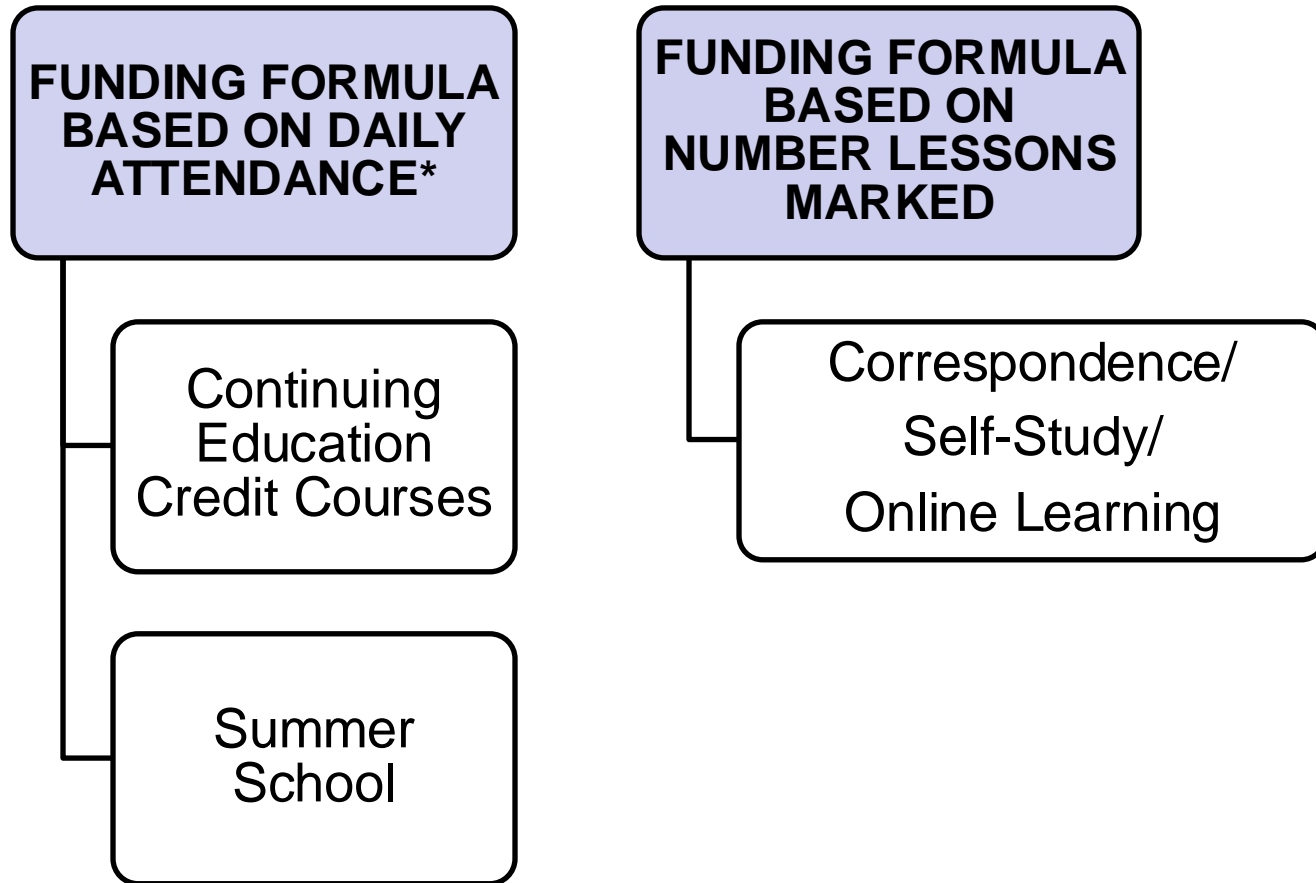 FUNDING FORMULA
BASED ON DAILY
ATTENDANCE*
Continuing
Education
Credit Courses
Summer
School
FUNDING FORMULA
BASED ON
NUMBER LESSONS
MARKED
Correspondence/
Self-Study/
Online Learning